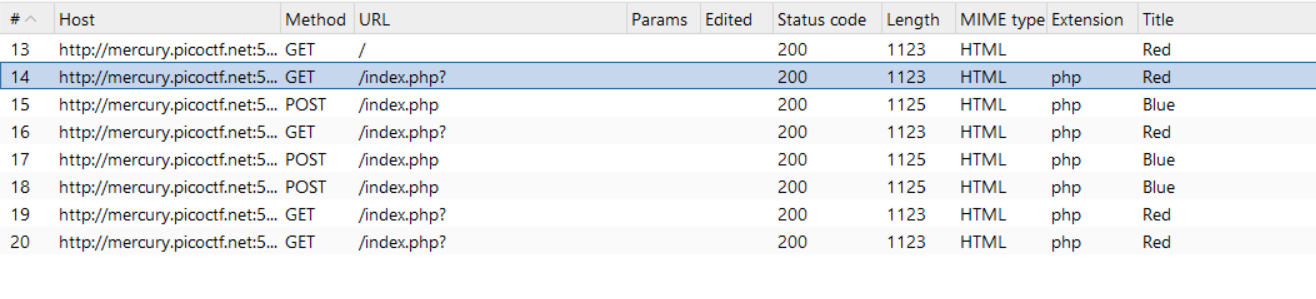 # Host Method URL Params Edited Status code Length MIME type Extension Title
13 http://mercury.picoctf.net:5... GET / 200 1123 HTML Red
14 http://mercury.picoctf.net:5... GET /index.php? 200 1123 HTML php Red
15 http://mercury.picoctf.net:5... POST /index.php 200 1125 HTML php Blue
16 http://mercury.picoctf.net:5... GET /index.php? 200 1123 HTML php Red
17 http://mercury.picoctf.net:5... POST /index.php 200 1125 HTML php Blue
18 http://mercury.picoctf.net:5... POST /index.php 200 1125 HTML php Blue
19 http://mercury.picoctf.net:5... GET /index.php? 200 1123 HTML php Red
20 http://mercury.picoctf.net:5... GET /index.php? 200 1123 HTML php Red